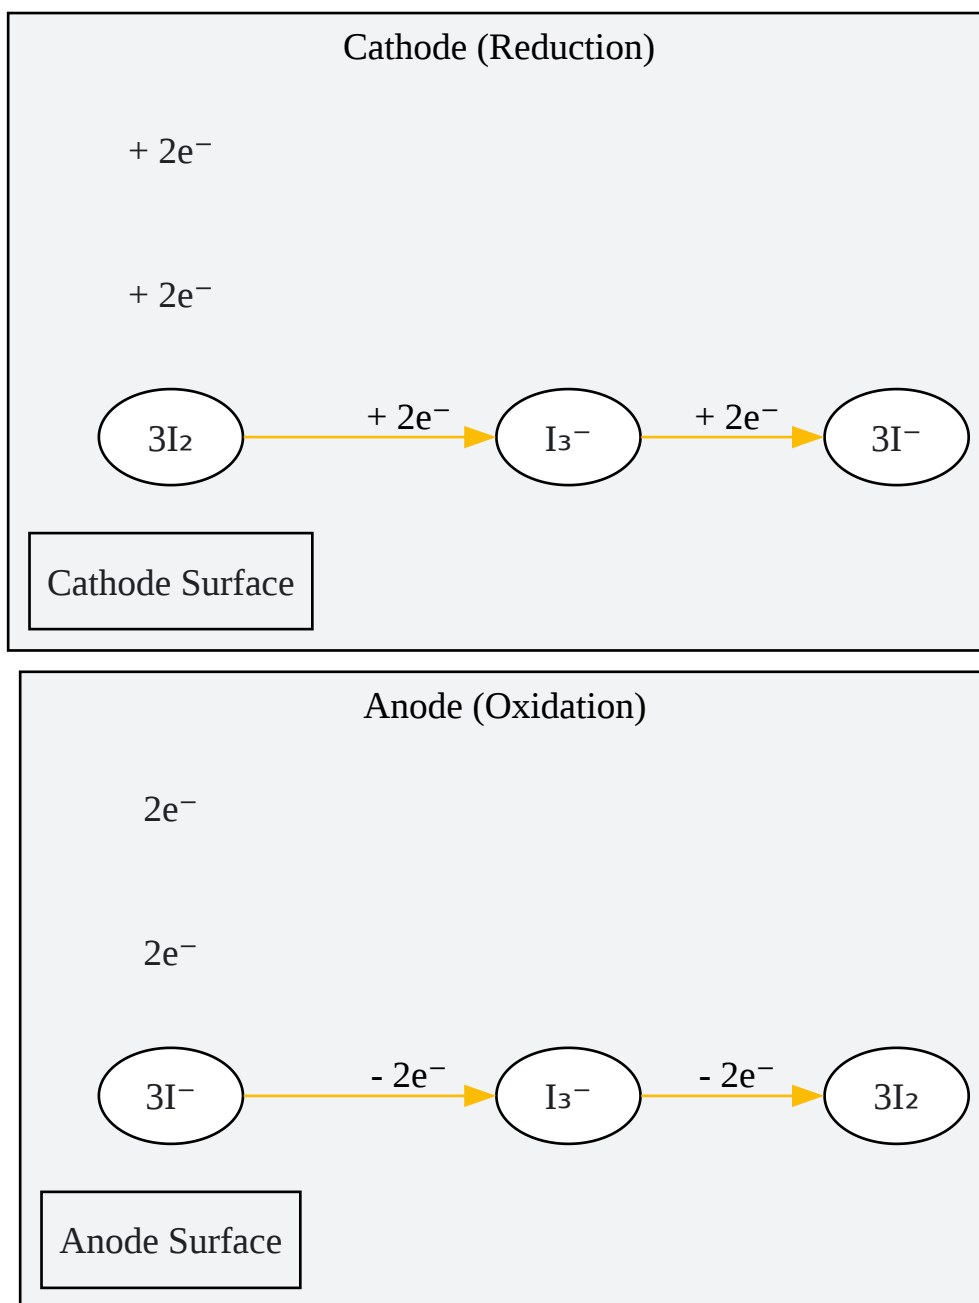 Cathode (Reduction)
+ 2e⁻
+ 2e⁻
3I₂
+ 2e⁻
I₃⁻
+ 2e⁻
3I⁻
Cathode Surface
Anode (Oxidation)
2e⁻
2e⁻
3I⁻
- 2e⁻
I₃⁻
- 2e⁻
3I₂
Anode Surface